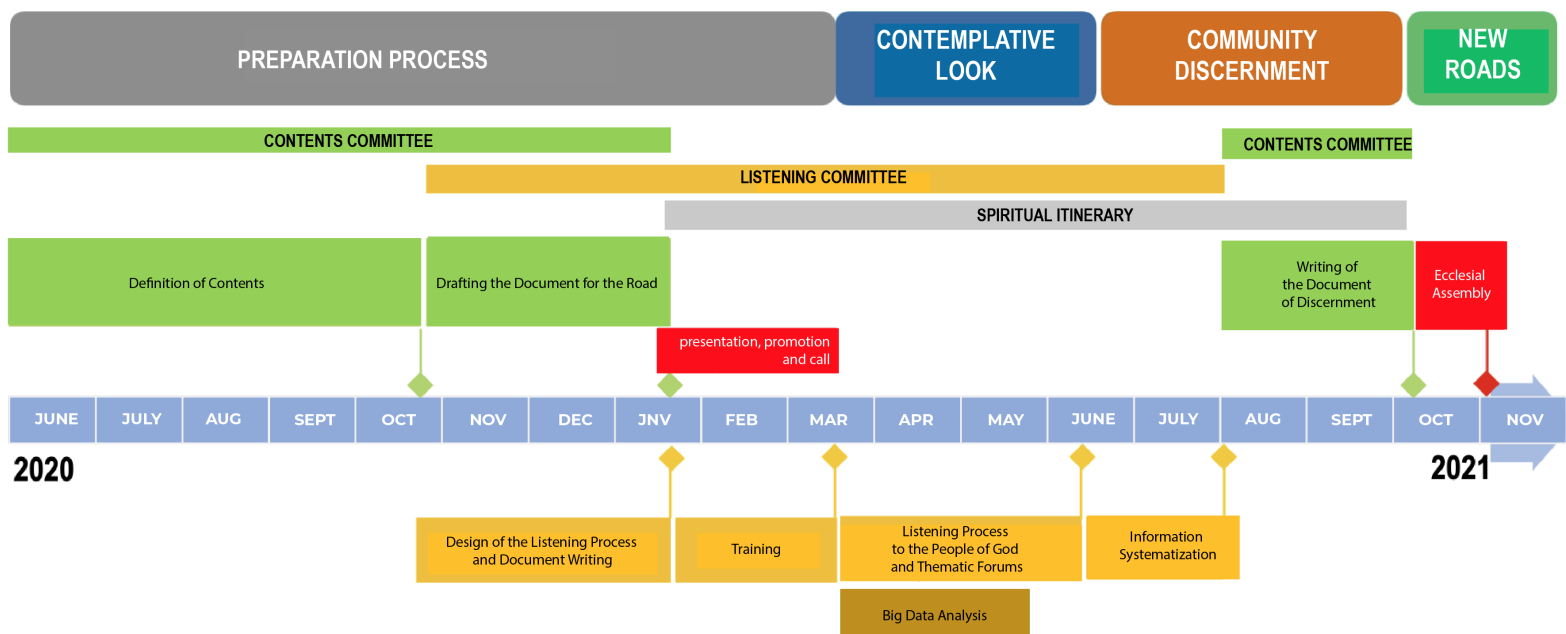 PREPARATION PROCESS
CONTEMPLATIVE
LOOK
COMMUNITY
DISCERNMENT
NEW
ROADS
CONTENTS COMMITTEE
CONTENTS COMMITTEE
LISTENING COMMITTEE
SPIRITUAL ITINERARY
Definition of Contents
Drafting the Document for the Road
Writing of
the Document
of Discernment
Ecclesial
Assembly
presentation, promotion
and call
JUNE JULY AUG SEPT OCT NOV DEC JNV FEB MAR APR MAY JUNE JULY AUG SEPT OCT NOV
2020
2021
Design of the Listening Process
and Document Writing
Training
Listening Process
to the People of God
and Thematic Forums
Information
Systematization
Big Data Analysis